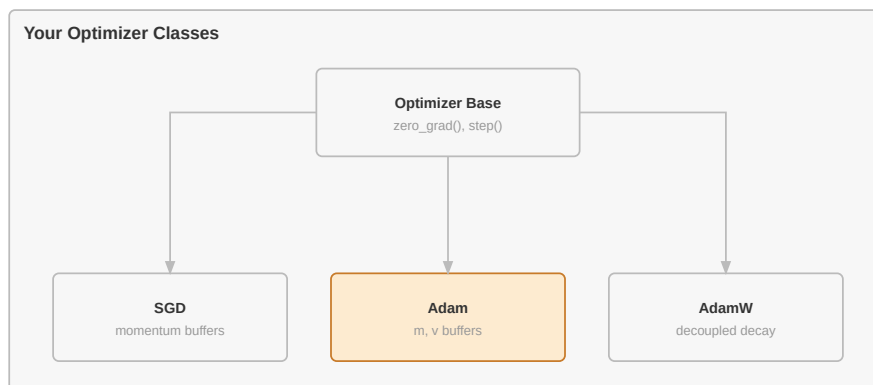 Your Optimizer Classes
Optimizer Base
zero_grad(), step()
SGD
momentum buffers
Adam
m, v buffers
AdamW
decoupled decay